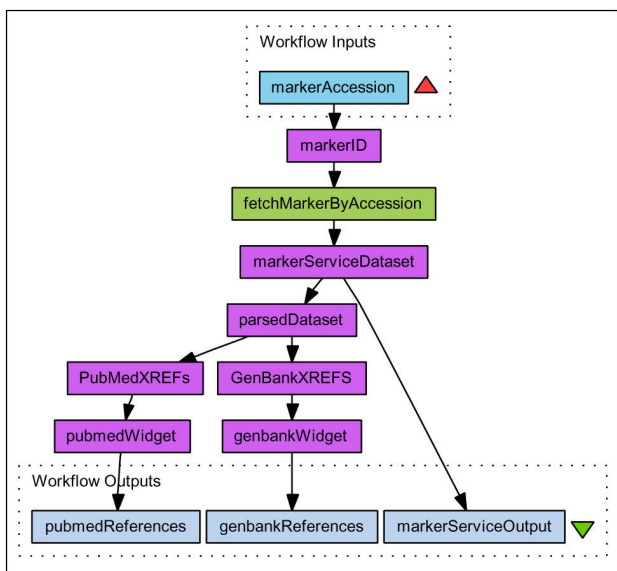 Workflow Inputs
markerAccession
markerID
fetchMarkerByAccession
markerServiceDataset
parsedDataset
PubMedXREFs GenBankXREFS
pubmedWidget genbankWidget
Workflow Outputs
pubmedReferences genbankReferences markerServiceOutput